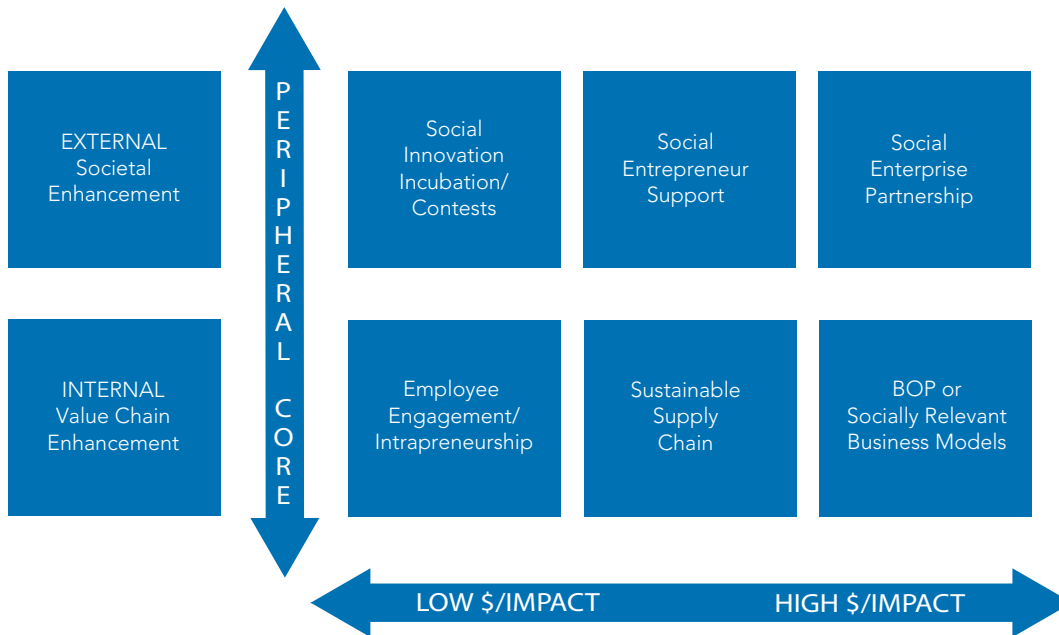 EXTERNAL
Societal
Enhancement
PERIPHERAL CORE
Social
Innovation
Incubation/
Contests
Social
Entrepreneur
Support
Social
Enterprise
Partnership
INTERNAL
Value Chain
Enhancement
Employee
Engagement/
Intrapreneurship
Sustainable
Supply
Chain
BOP or
Socially Relevant
Business Models
LOW $/IMPACT
HIGH $/IMPACT